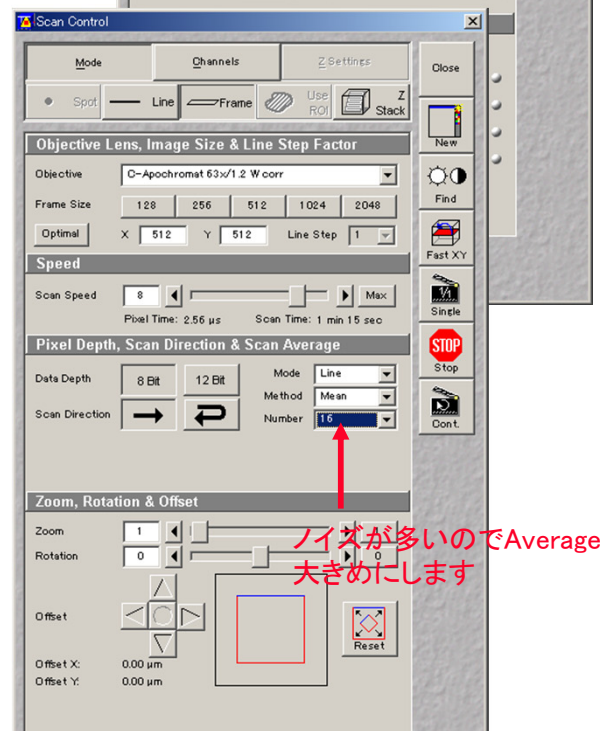 Scan Control
Mode
Channels
Z Settings
Close
Spot
Line
Frame
Use ROI
Z Stack
New
Objective Lens, Image Size & Line Step Factor
Objective
C-Apochromat 63x/1.2 W corr
Find
Frame Size
128
256
512
1024
2048
Optimal
X 512
Y 512
Line Step 1
Fast XY
Speed
Scan Speed
8
Max
1/1
Single
Pixel Time: 2.56 μs
Scan Time: 1 min 15 sec
Pixel Depth, Scan Direction & Scan Average
STOP
Stop
Data Depth
8 Bit
12 Bit
Mode
Line
Method
Mean
Scan Direction
Number
16
Cont.
Zoom, Rotation & Offset
Zoom
1
Rotation
0
0
ノイズが多いのでAverage
大きめにします
Offset
Reset
Offset X: 0.00 μm
Offset Y: 0.00 μm